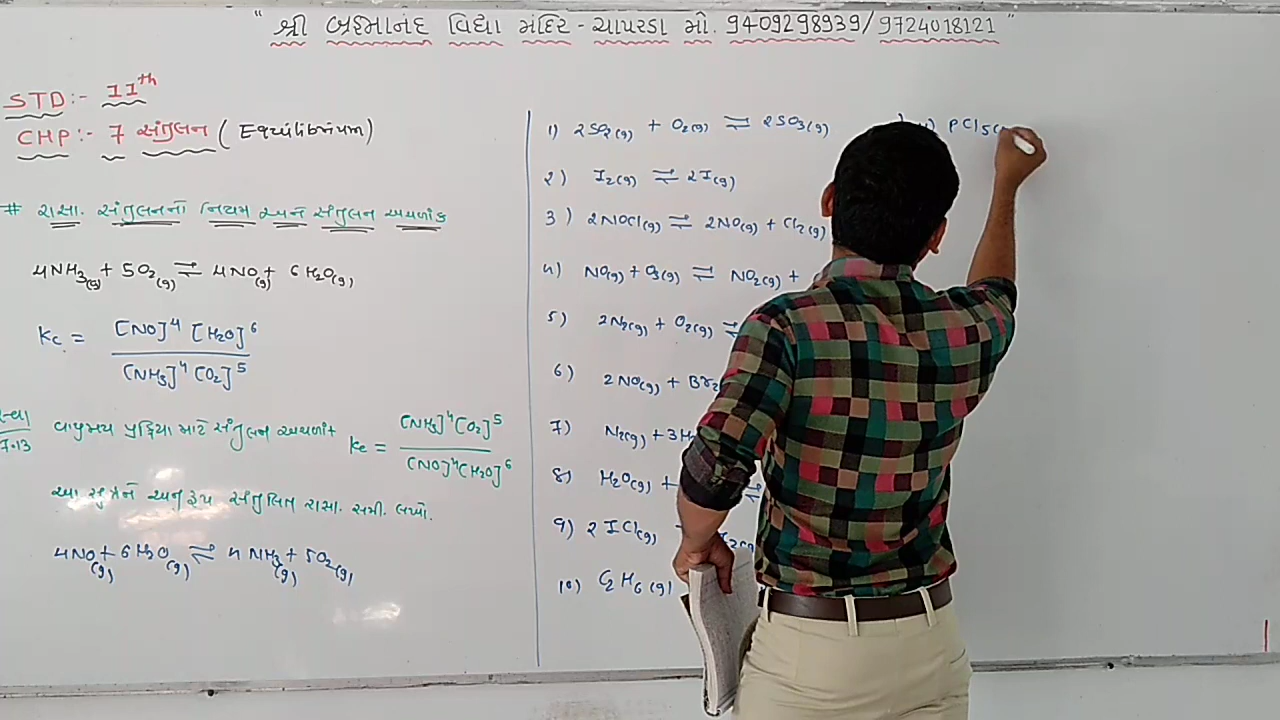 " શ્રી બ્રહ્માનંદ વિદ્યા મંદિર - ચાપરડા મો. 9409298939/9724018121 "
STD:- 11th
CHP:- 7 સંતુલન ( Equilibrium)
# રાસા. સંતુલનનો નિયમ અને સંતુલન અચળાંક
4NH3(g) + 5O2(g) ⇌ 4NO(g) + 6H2O(g)
Kc = [NO]^4 [H2O]^6 / [NH3]^4 [O2]^5
7.13 વાયુમય પ્રક્રિયા માટે સંતુલન અચળાંક Kc = [NH3]^4 [O2]^5 / [NO]^4 [H2O]^6
આ સૂત્રને અનુરૂપ સંતુલિત રાસા. સમી. લખો.
4NO(g) + 6H2O(g) ⇌ 4NH3(g) + 5O2(g)
1) 2SO2(g) + O2(g) ⇌ 2SO3(g)
2) I2(g) ⇌ 2I(g)
3) 2NOCl(g) ⇌ 2NO(g) + Cl2(g)
4) NO(g) + O3(g) ⇌ NO2(g) +
5) 2N2(g) + O2(g) ⇌
6) 2NO(g) + Br2
7) N2(g) + 3H
8) H2O(g) + ⇌
9) 2ICl(g)
10) C2H6(g)
PCl5(